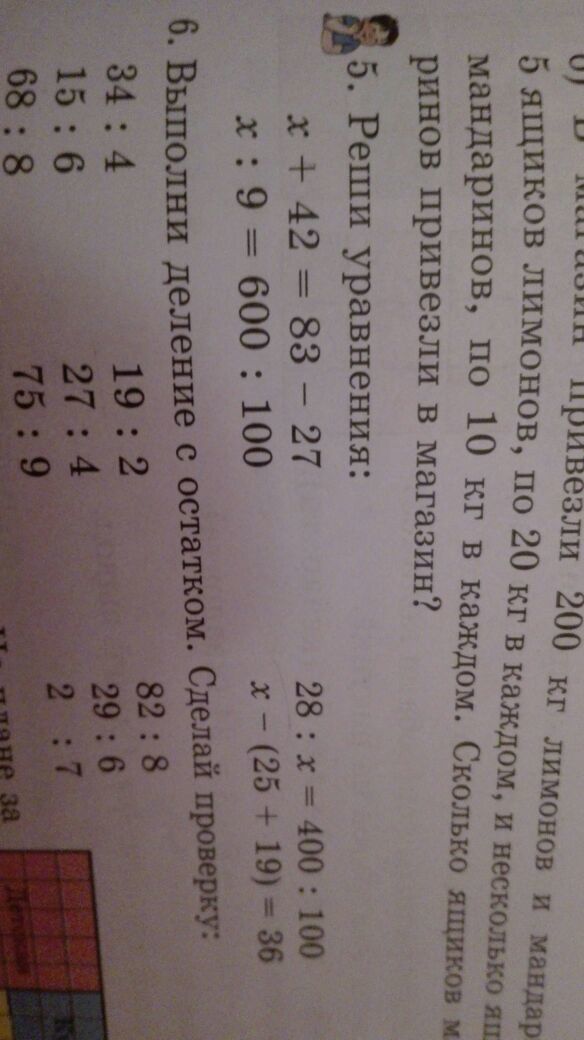 б) В магазин привезли 200 кг лимонов и мандар
5 ящиков лимонов, по 20 кг в каждом, и несколько ящ
мандаринов, по 10 кг в каждом. Сколько ящиков м
ринов привезли в магазин?
5. Реши уравнения:
x + 42 = 83 − 27 28 : x = 400 : 100
x : 9 = 600 : 100 x − (25 + 19) = 36
6. Выполни деление с остатком. Сделай проверку:
34 : 4 19 : 2 82 : 8
15 : 6 27 : 4 29 : 6
68 : 8 75 : 9 2 : 7
плане за